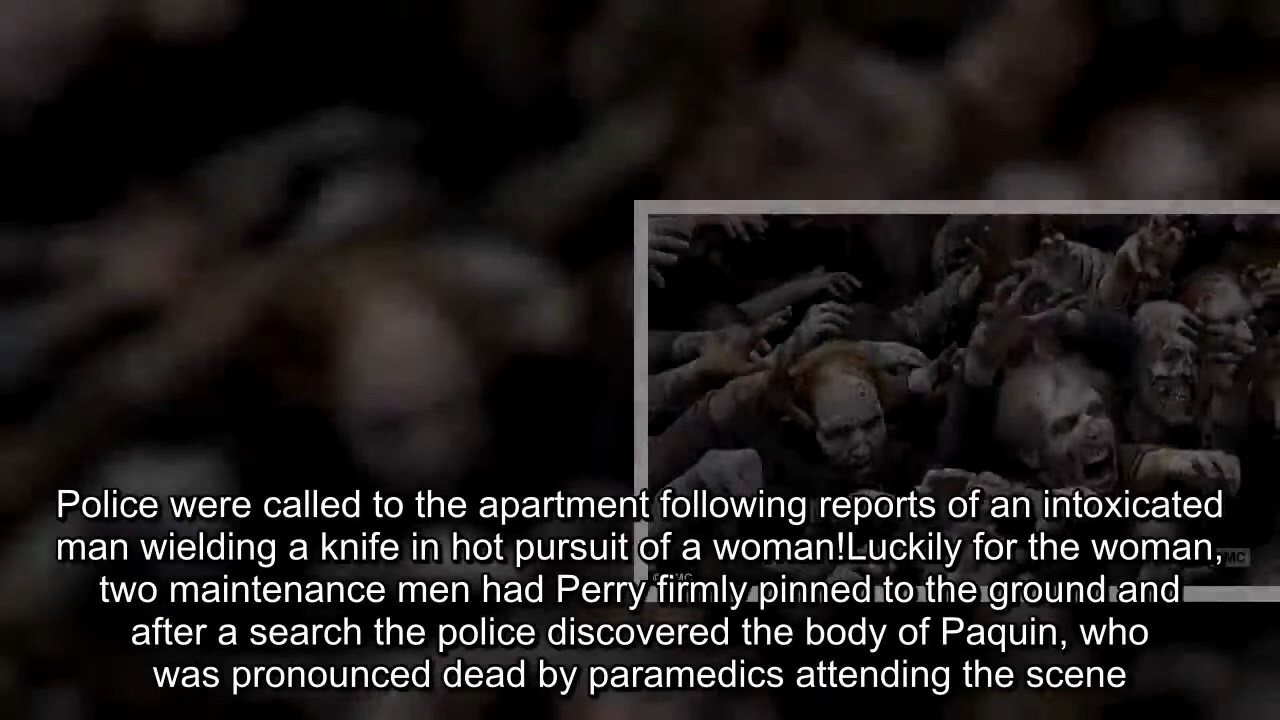 Police were called to the apartment following reports of an intoxicated
man wielding a knife in hot pursuit of a woman!Luckily for the woman,
two maintenance men had Perry firmly pinned to the ground and
after a search the police discovered the body of Paquin, who
was pronounced dead by paramedics attending the scene